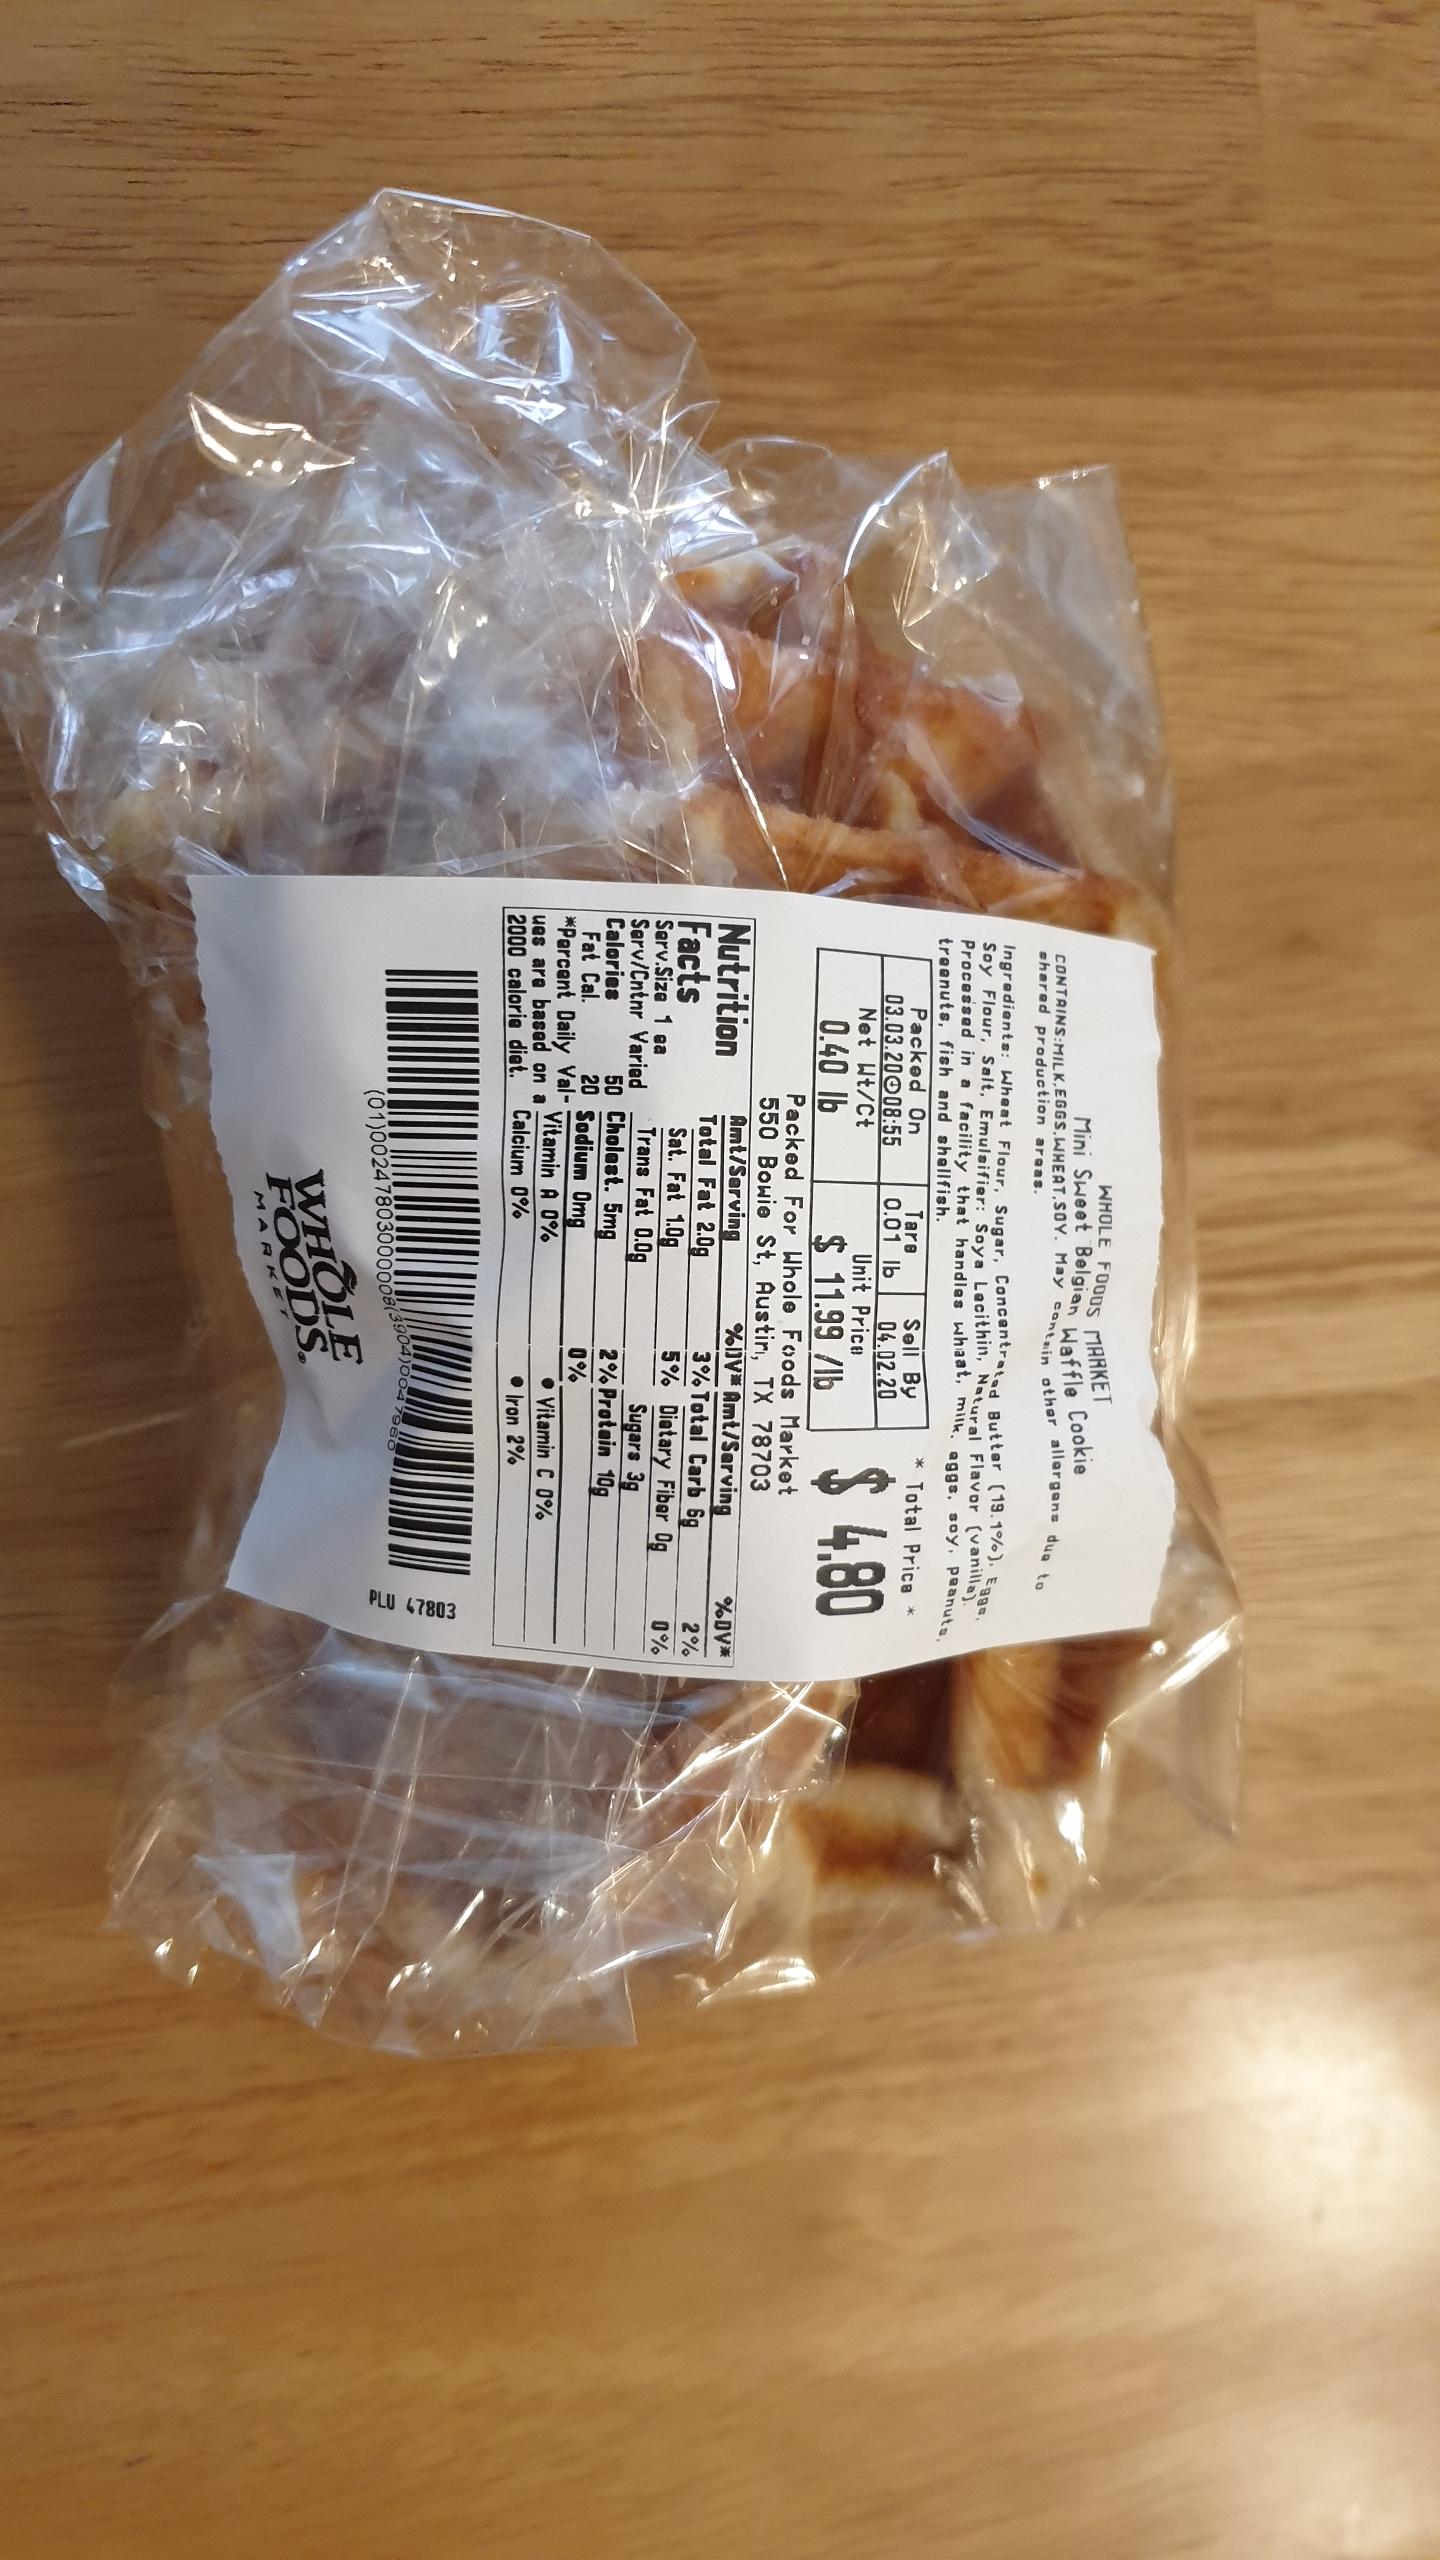 WHOLE FOODS MARKET
Mini Sweet Belgian Waffle Cookie
CONTAINS:MILK,EGGS,WHEAT,SOY. May contain other allergens due to
shared production areas.
Ingredients: Wheat Flour, Sugar, Concentrated Butter (19.1%), Eggs,
Soy Flour, Salt, Emulsifier: Soya Lecithin, Natural Flavor (vanilla).
Processed in a facility that handles wheat, milk, eggs, soy, peanuts,
treenuts, fish and shellfish.
Packed On Tare Sell By
03.03.20@08:55 0.01 lb 04.02.20
Net Wt/Ct Unit Price
0.40 lb $ 11.99 /lb
* Total Price *
$ 4.80
Packed For Whole Foods Market
550 Bowie St, Austin, TX 78703
Nutrition
Facts
Serv.Size 1 ea
Serv/Cntnr Varied
Calories 50
Fat Cal. 20
*Percent Daily Val-
ues are based on a
2000 calorie diet.
Amt/Serving %DV* Amt/Serving %DV*
Total Fat 2.0g 3% Total Carb 6g 2%
Sat. Fat 1.0g 5% Dietary Fiber 0g 0%
Trans Fat 0.0g Sugars 3g
Cholest. 5mg 2% Protein 10g
Sodium 0mg 0%
Vitamin A 0% • Vitamin C 0%
Calcium 0% • Iron 2%
(01)00247803000008(3904)0047980
PLU 47803
WHOLE
FOODS®
MARKET